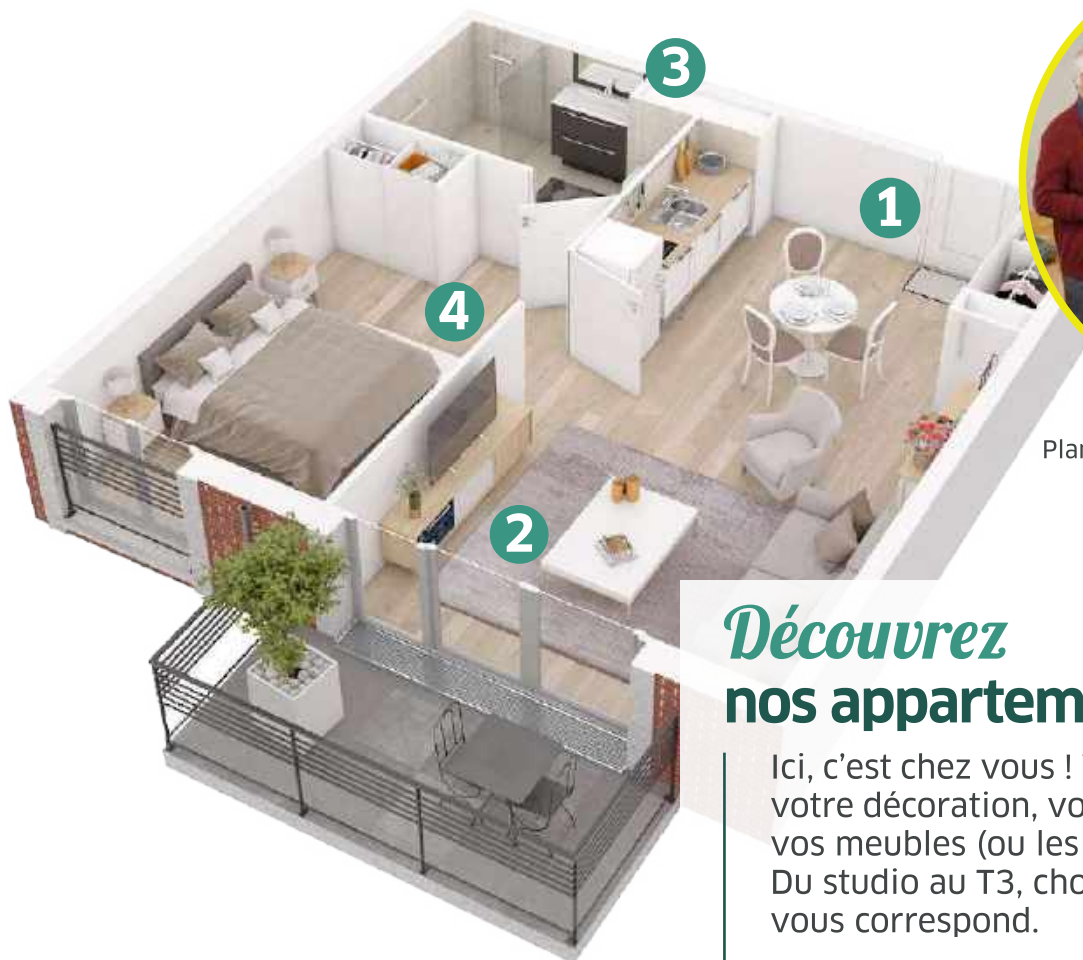 3
1
4
2
Plan
Découvrez
nos appartem
Ici, c’est chez vous !
votre décoration, vo
vos meubles (ou les
Du studio au T3, cho
vous correspond.